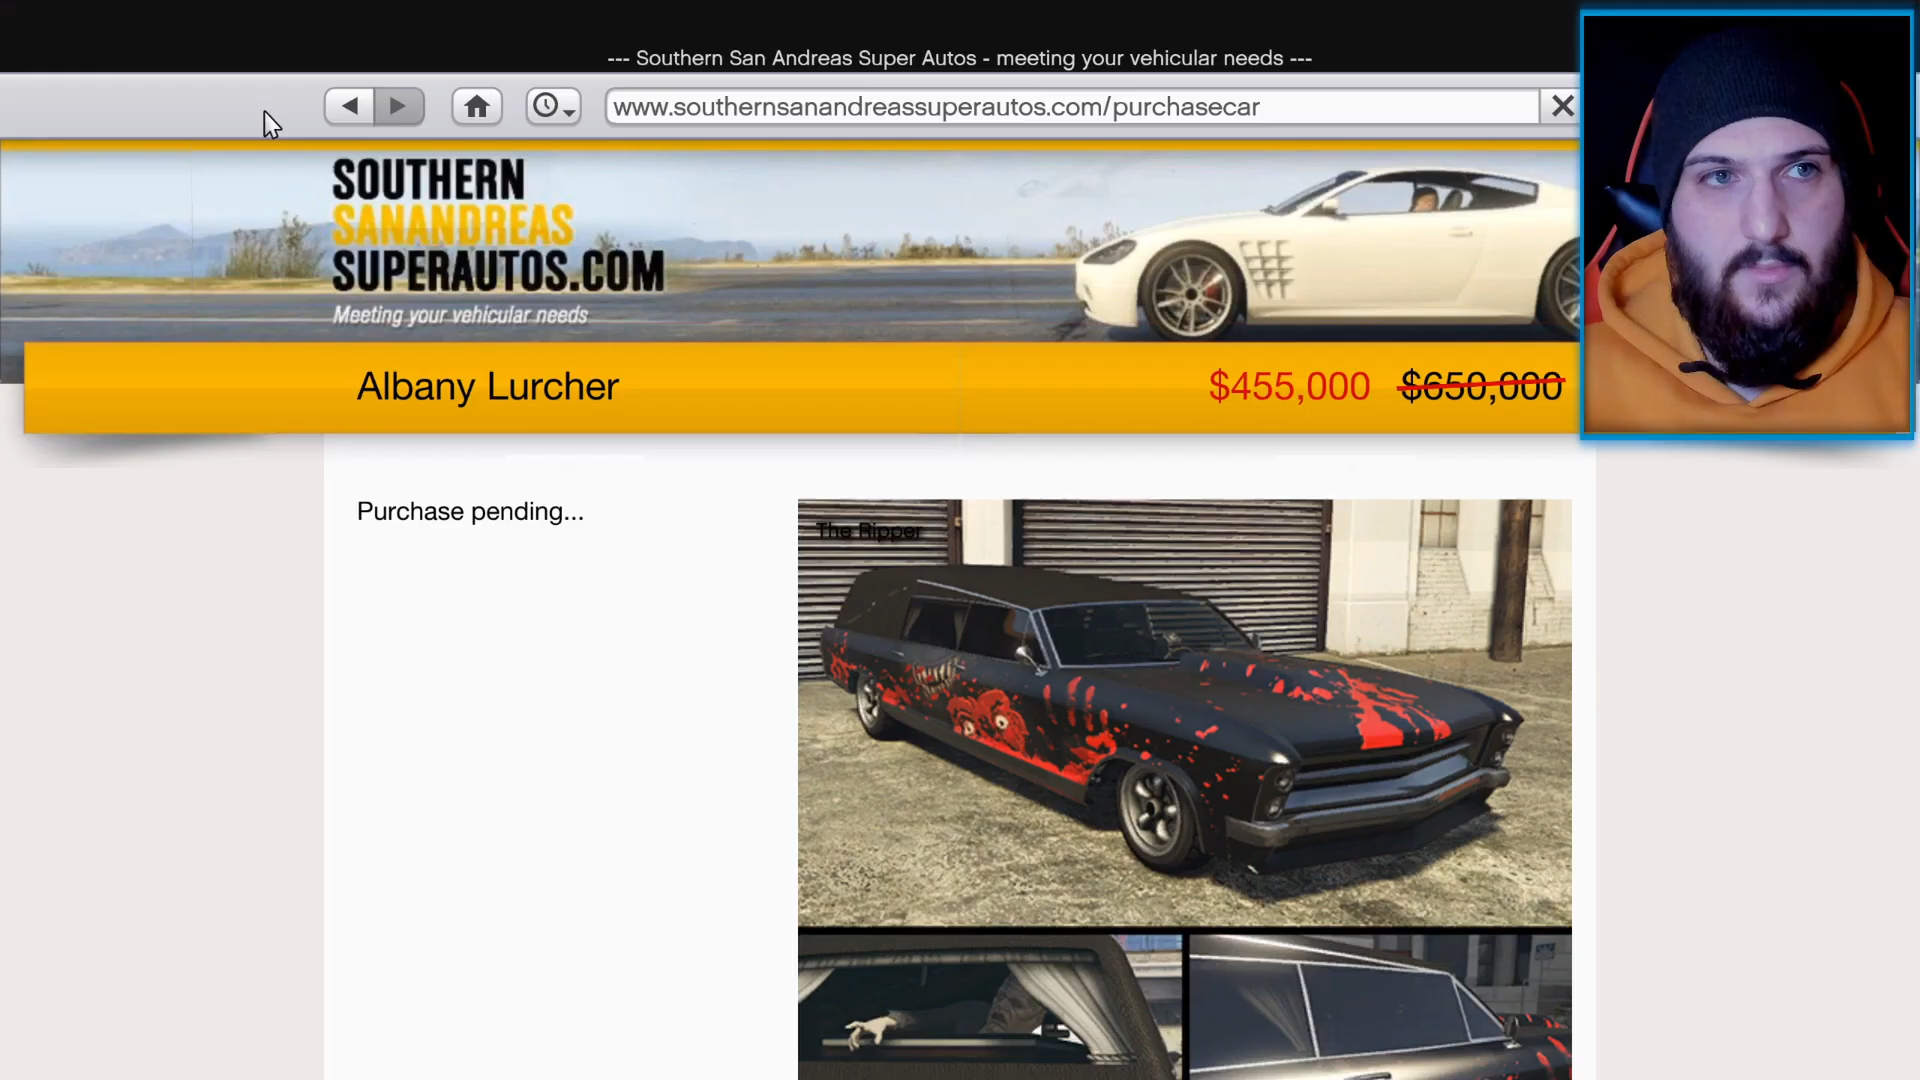 --- Southern San Andreas Super Autos - meeting your vehicular needs ---
www.southernsanandreassuperautos.com/purchasecar
SOUTHERN
SANANDREAS
SUPERAUTOS.COM
Meeting your vehicular needs
Albany Lurcher
$455,000 $650,000
Purchase pending...
The Ripper